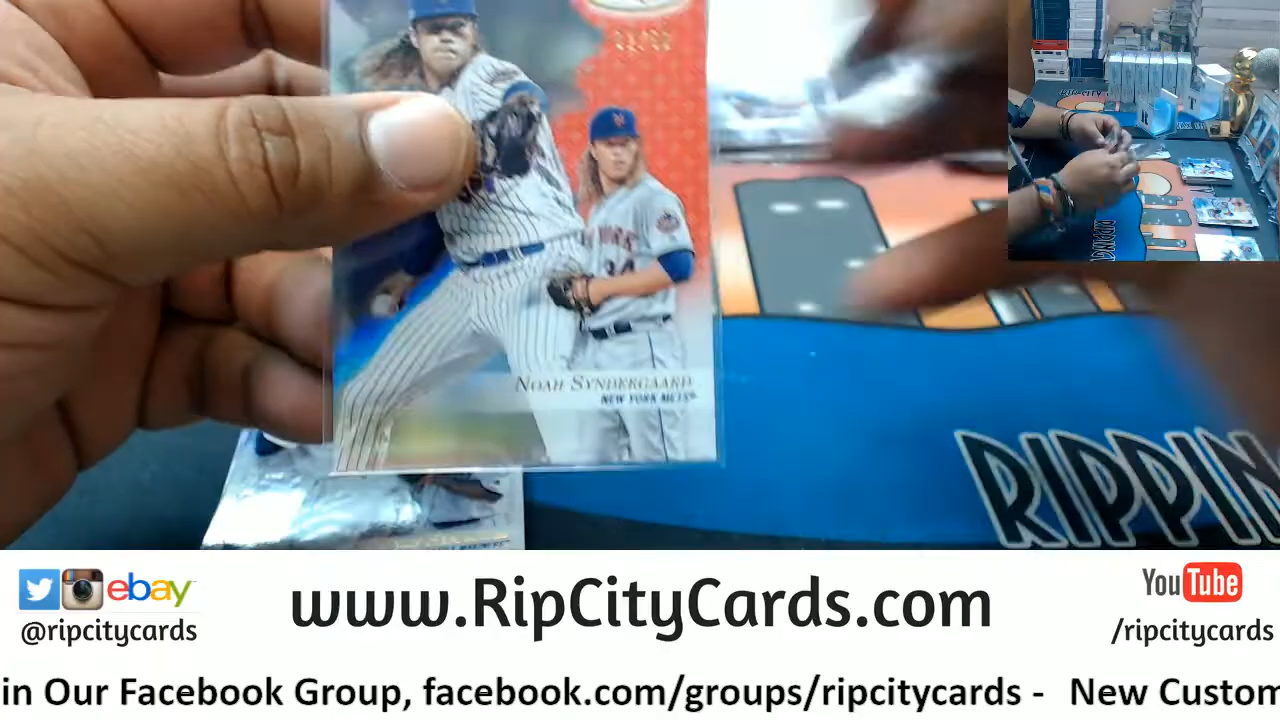 NOAH SYNDERGAARD
NEW YORK METS
34
RIPPIN
ebay
@ripcitycards
www.RipCityCards.com
YouTube
/ripcitycards
in Our Facebook Group, facebook.com/groups/ripcitycards - New Custom